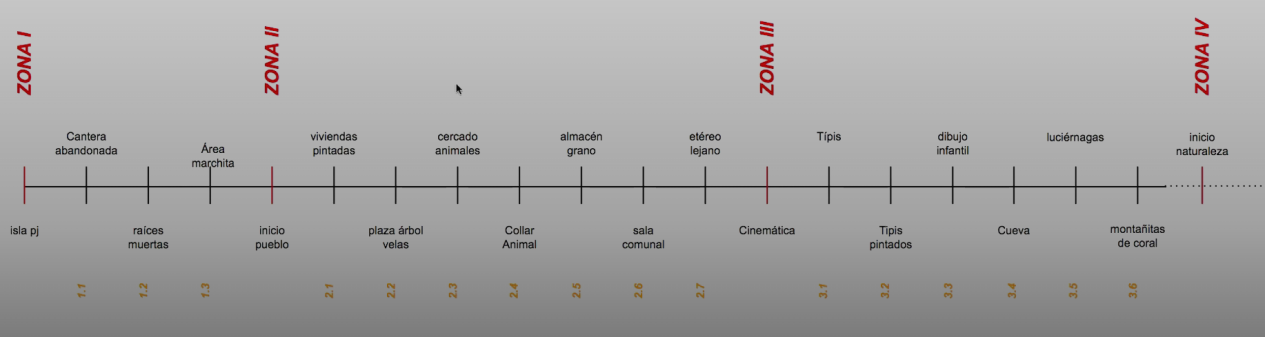 ZONA I
ZONA II
ZONA III
ZONA IV
Cantera
abandonada
Área
marchita
viviendas
pintadas
cercado
animales
almacén
grano
etéreo
lejano
Típis
dibujo
infantil
luciérnagas
inicio
naturaleza
isla pj
raíces
muertas
inicio
pueblo
plaza árbol
velas
Collar
Animal
sala
comunal
Cinemática
Tipis
pintados
Cueva
montañitas
de coral
1.1
1.2
1.3
2.1
2.2
2.3
2.4
2.5
2.6
2.7
3.1
3.2
3.3
3.4
3.5
3.6